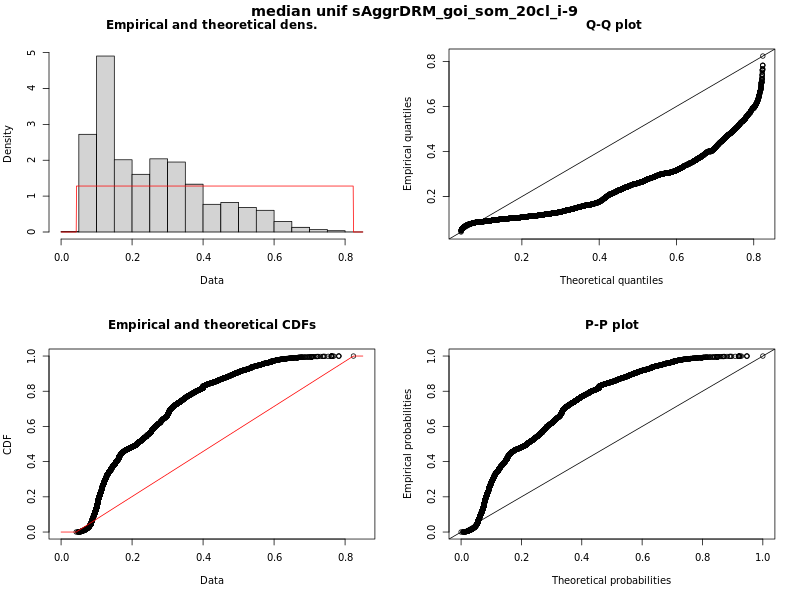 median unif sAggrDRM_goi_som_20cl_i-9
Empirical and theoretical dens.
Density
0 1 2 3 4 5
0.0 0.2 0.4 0.6 0.8
Data
Q-Q plot
Empirical quantiles
0.2 0.4 0.6 0.8
0.2 0.4 0.6 0.8
Theoretical quantiles
Empirical and theoretical CDFs
CDF
0.0 0.2 0.4 0.6 0.8 1.0
0.0 0.2 0.4 0.6 0.8
Data
P-P plot
Empirical probabilities
0.0 0.2 0.4 0.6 0.8 1.0
0.0 0.2 0.4 0.6 0.8 1.0
Theoretical probabilities